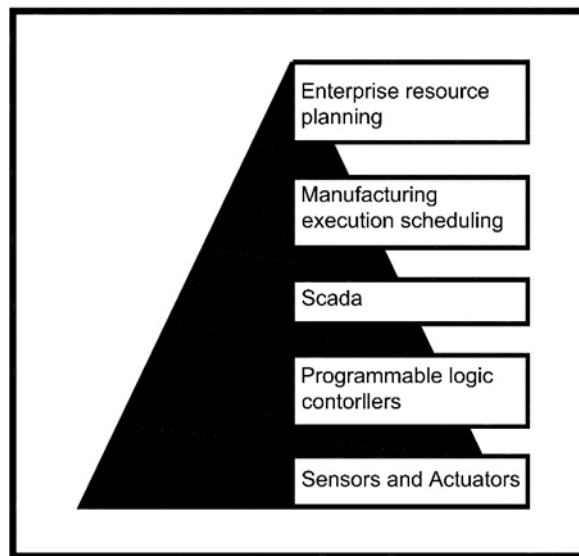 Enterprise resource
planning
Manufacturing
execution scheduling
Scada
Programmable logic
contorllers
Sensors and Actuators